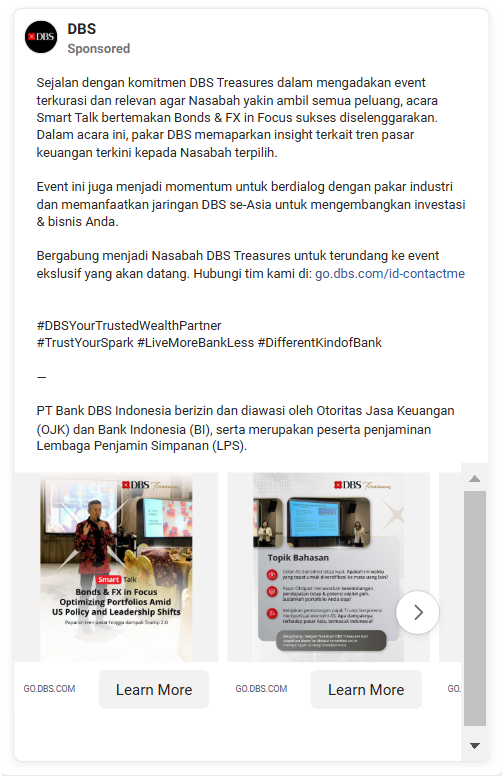 DBS
Sponsored
Sejalan dengan komitmen DBS Treasures dalam mengadakan event
terkurasi dan relevan agar Nasabah yakin ambil semua peluang, acara
Smart Talk bertemakan Bonds & FX in Focus sukses diselenggarakan.
Dalam acara ini, pakar DBS memaparkan insight terkait tren pasar
keuangan terkini kepada Nasabah terpilih.
Event ini juga menjadi momentum untuk berdialog dengan pakar industri
dan memanfaatkan jaringan DBS se-Asia untuk mengembangkan investasi
& bisnis Anda.
Bergabung menjadi Nasabah DBS Treasures untuk terundang ke event
ekslusif yang akan datang. Hubungi tim kami di: go.dbs.com/id-contactme
#DBSYourTrustedWealthPartner
#TrustYourSpark #LiveMoreBankLess #DifferentKindofBank
—
PT Bank DBS Indonesia berizin dan diawasi oleh Otoritas Jasa Keuangan
(OJK) dan Bank Indonesia (BI), serta merupakan peserta penjaminan
Lembaga Penjamin Simpanan (LPS).
DBS Treasures
Smart Talk:
Bonds & FX in Focus
Optimizing Portfolios Amid
US Policy and Leadership Shifts
Paparan tren pasar hingga dampak Trump 2.0
DBS Treasures
Topik Bahasan
GO.DBS.COM
Learn More
GO.DBS.COM
Learn More
GO.